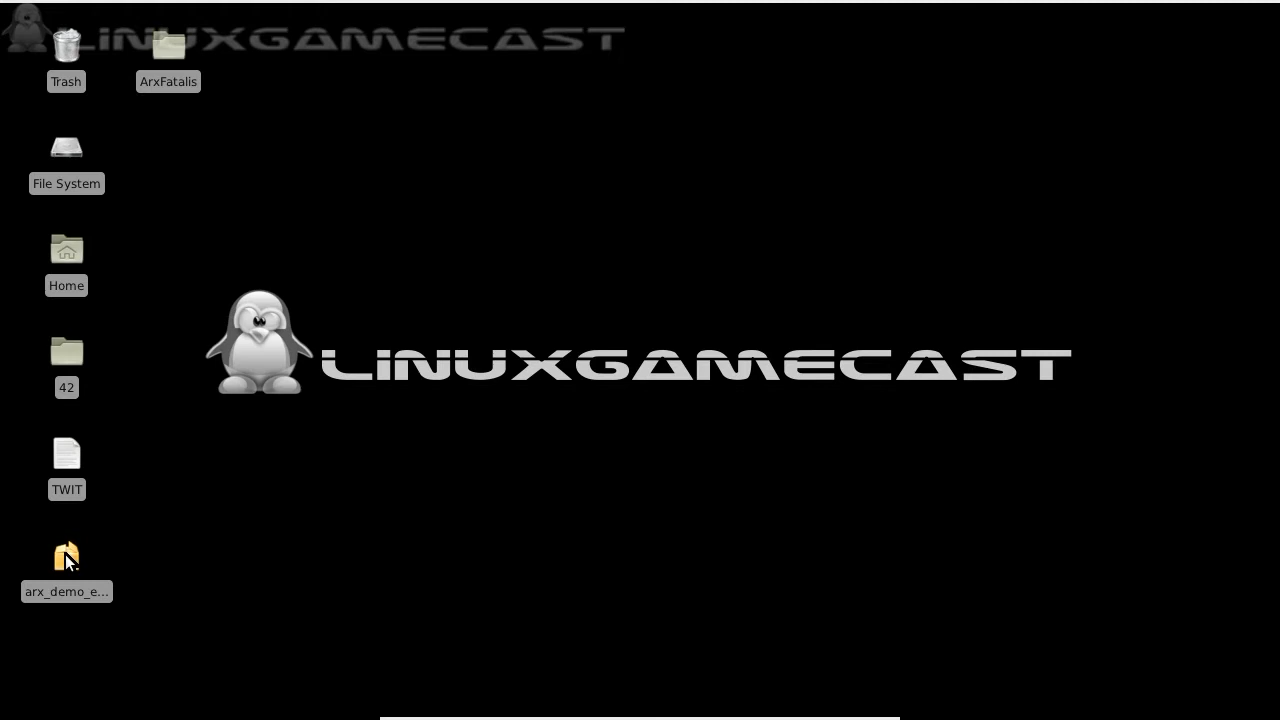 LINUXGAMECAST
Trash
ArxFatalis
File System
Home
LINUXGAMECAST
42
TWIT
arx_demo_e...